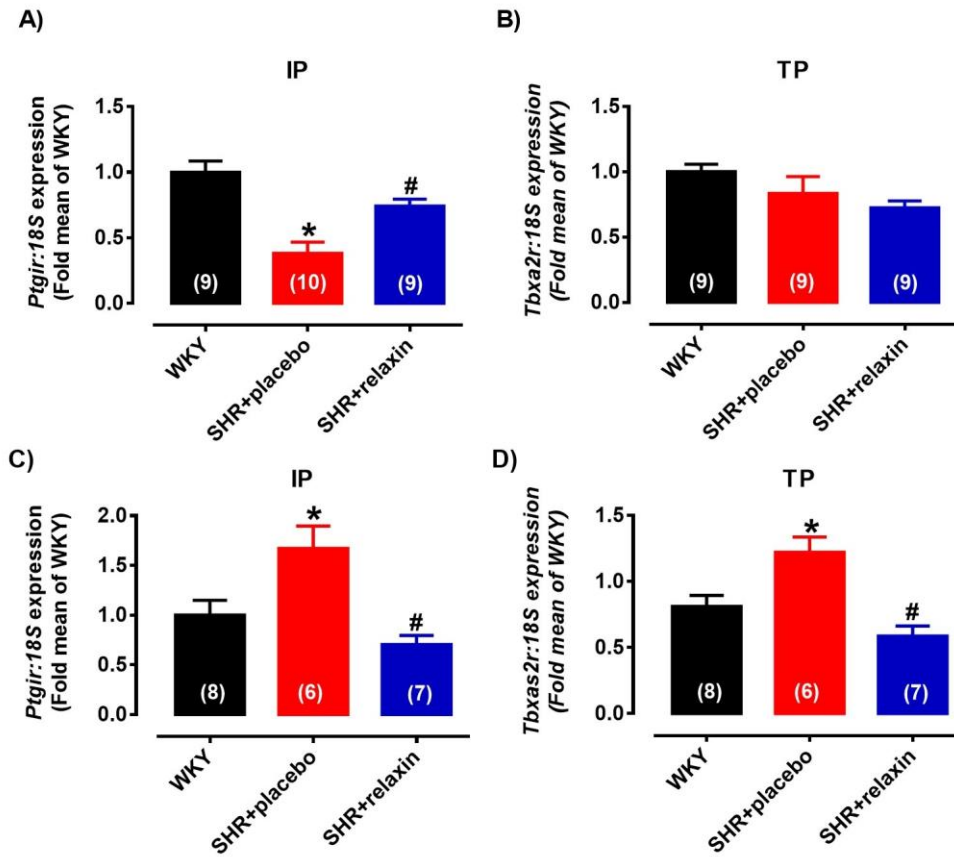 A)
IP
Ptgir:18S expression
(Fold mean of WKY)
1.5
1.0
0.5
0.0
#
*
(9)
(10)
(9)
WKY
SHR+placebo
SHR+relaxin
B)
TP
Tbxa2r:18S expression
(Fold mean of WKY)
1.5
1.0
0.5
0.0
(9)
(9)
(9)
WKY
SHR+placebo
SHR+relaxin
C)
IP
Ptgir:18S expression
(Fold mean of WKY)
2.0
1.5
1.0
0.5
0.0
*
#
(8)
(6)
(7)
WKY
SHR+placebo
SHR+relaxin
D)
TP
Tbxas2r:18S expression
(Fold mean of WKY)
1.5
1.0
0.5
0.0
*
#
(8)
(6)
(7)
WKY
SHR+placebo
SHR+relaxin